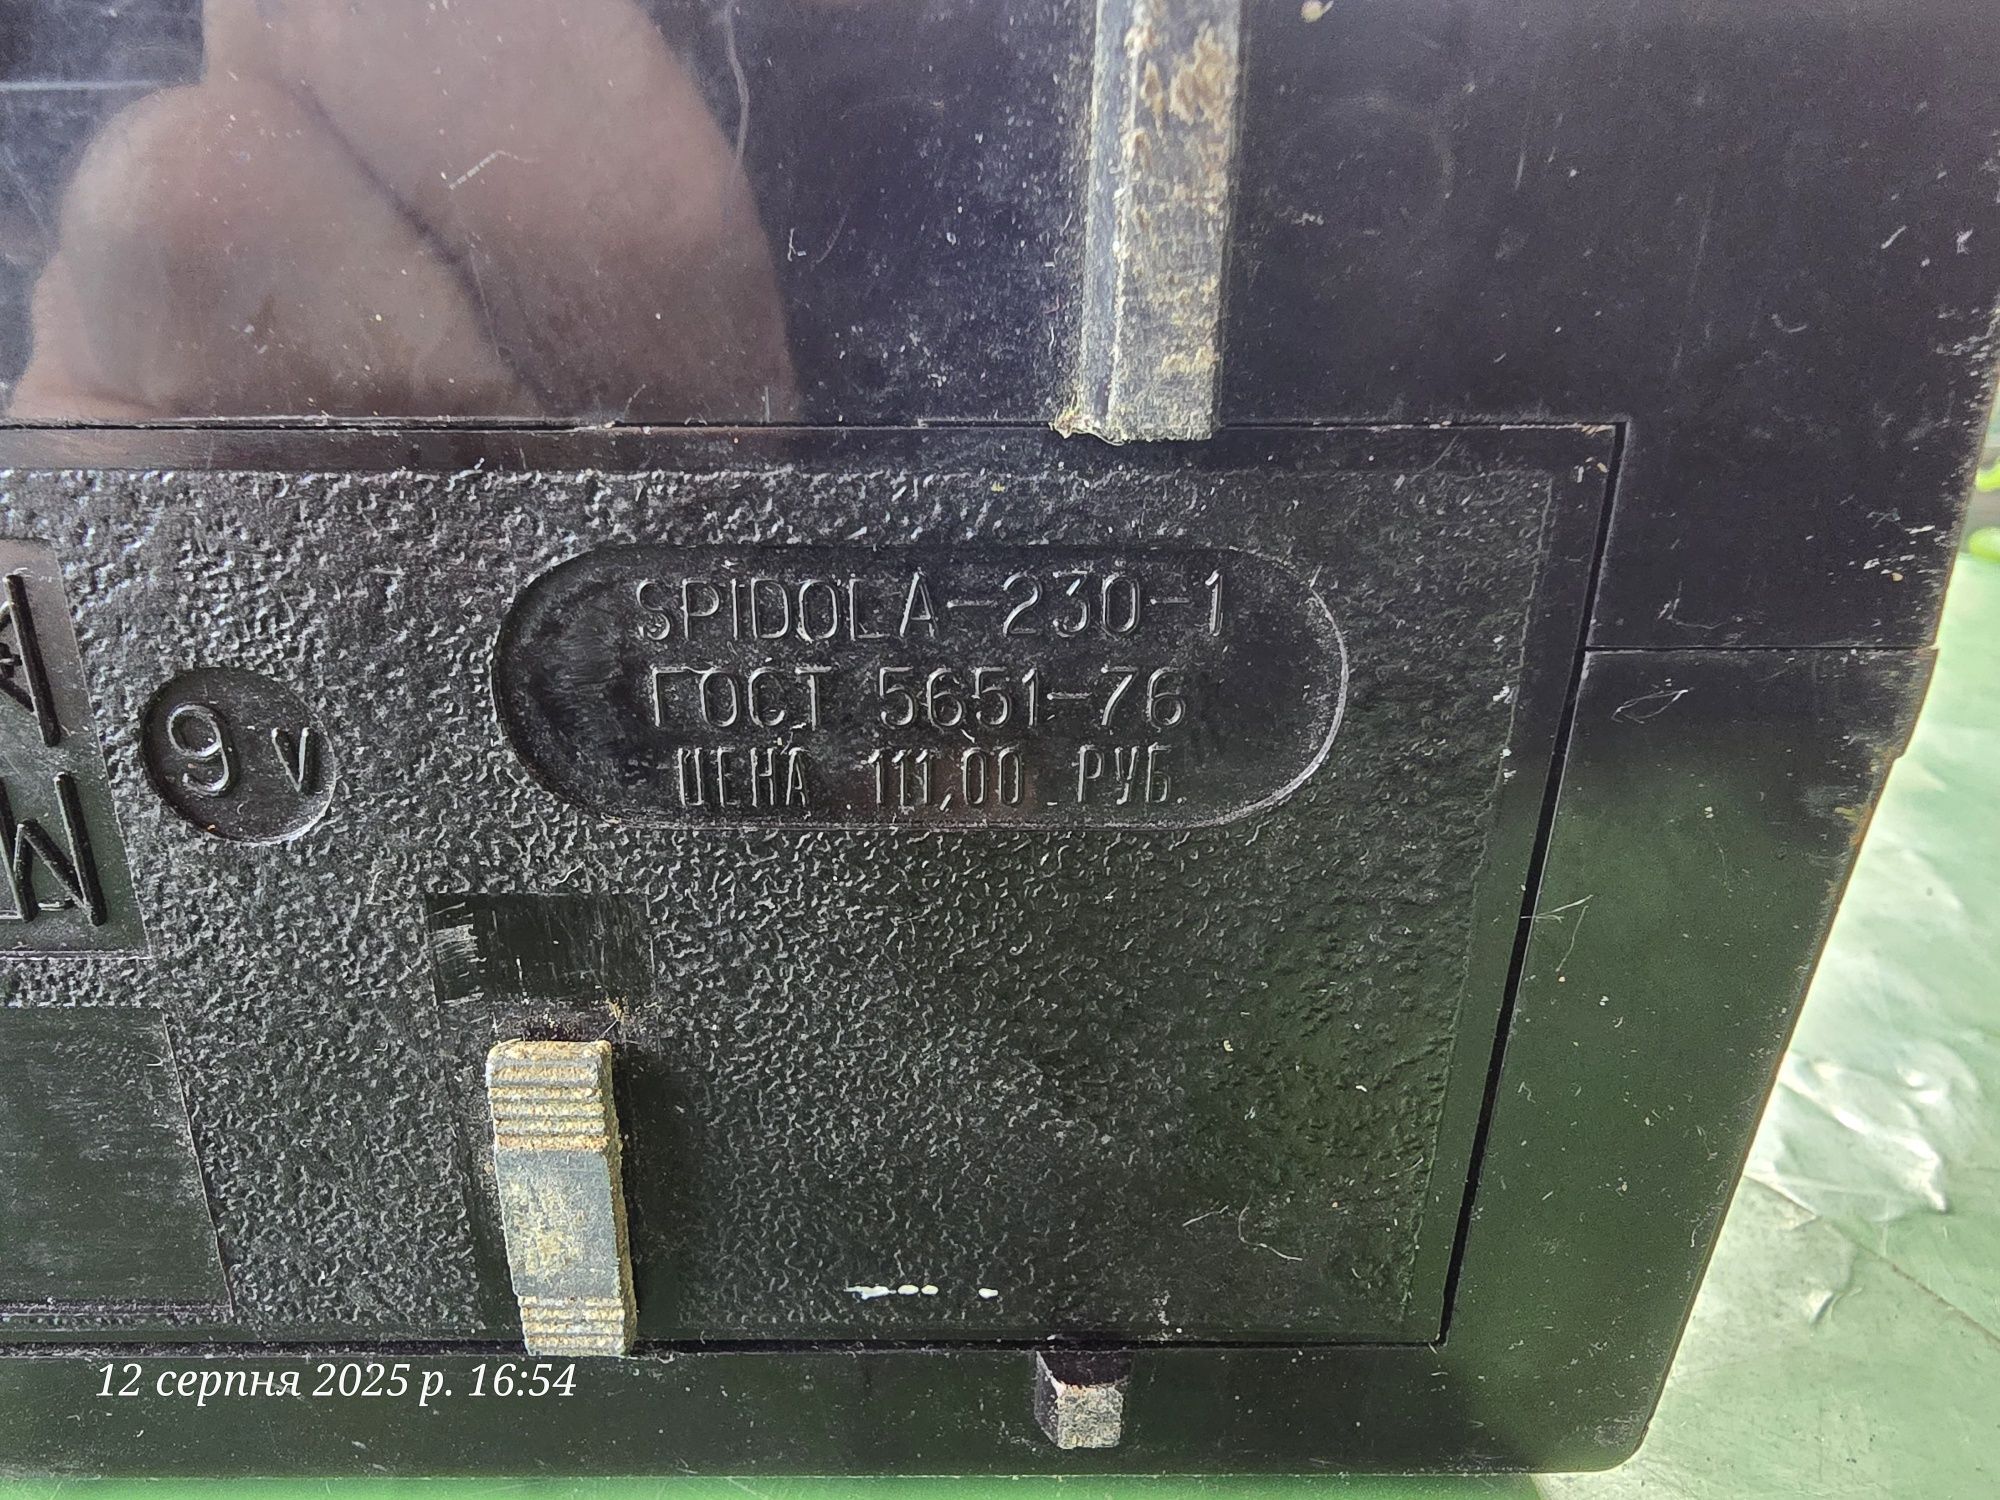 SPIDOLA-230-1
ГОСТ 5651-76
ЦЕНА 111,00 РУБ.
9 V
12 серпня 2025 р. 16:54